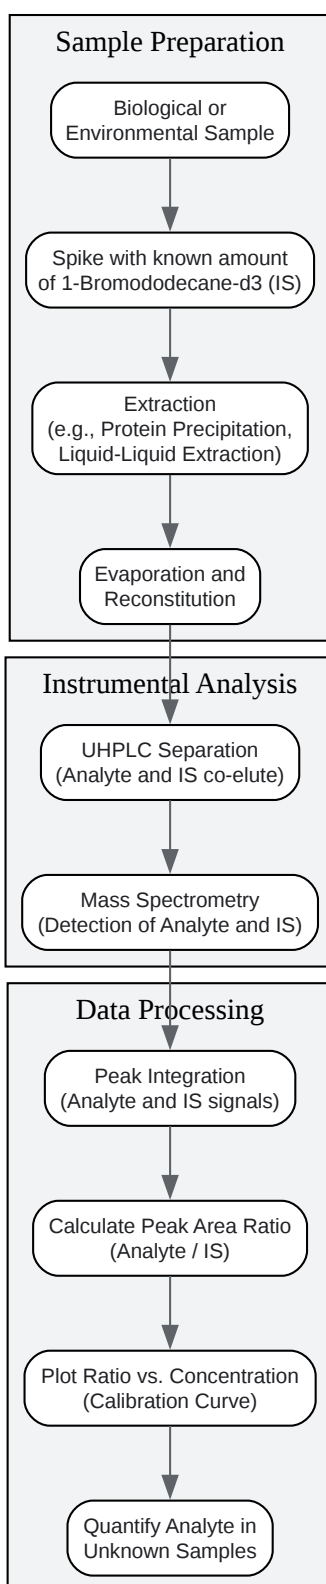 Sample Preparation
Biological or
Environmental Sample
Spike with known amount
of 1-Bromododecane-d3 (IS)
Extraction
(e.g., Protein Precipitation,
Liquid-Liquid Extraction)
Evaporation and
Reconstitution
Instrumental Analysis
UHPLC Separation
(Analyte and IS co-elute)
Mass Spectrometry
(Detection of Analyte and IS)
Data Processing
Peak Integration
(Analyte and IS signals)
Calculate Peak Area Ratio
(Analyte / IS)
Plot Ratio vs. Concentration
(Calibration Curve)
Quantify Analyte in
Unknown Samples